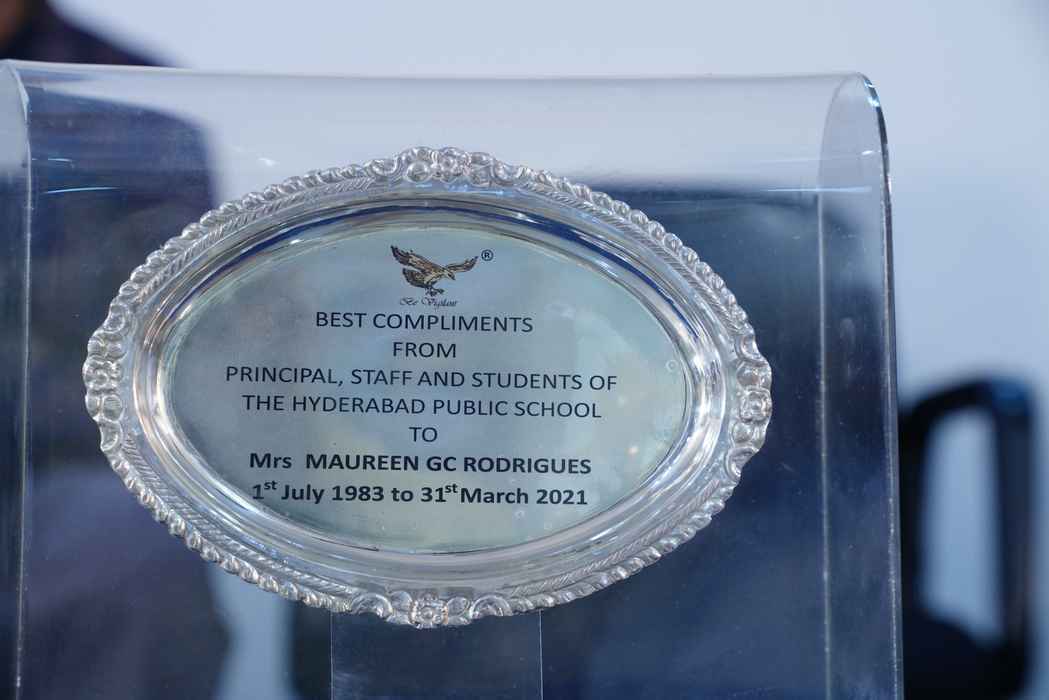 ®
Be Vigilant
BEST COMPLIMENTS
FROM
PRINCIPAL, STAFF AND STUDENTS OF
THE HYDERABAD PUBLIC SCHOOL
TO
Mrs MAUREEN GC RODRIGUES
1st July 1983 to 31st March 2021